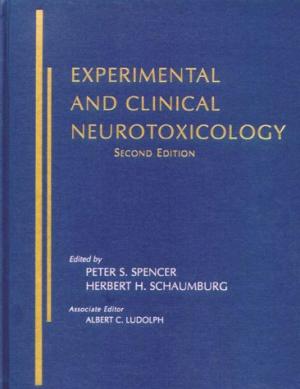 EXPERIMENTAL
AND CLINICAL
NEUROTOXICOLOGY
SECOND EDITION
Edited by
PETER S. SPENCER
HERBERT H. SCHAUMBURG
Associate Editor
ALBERT C. LUDOLPH